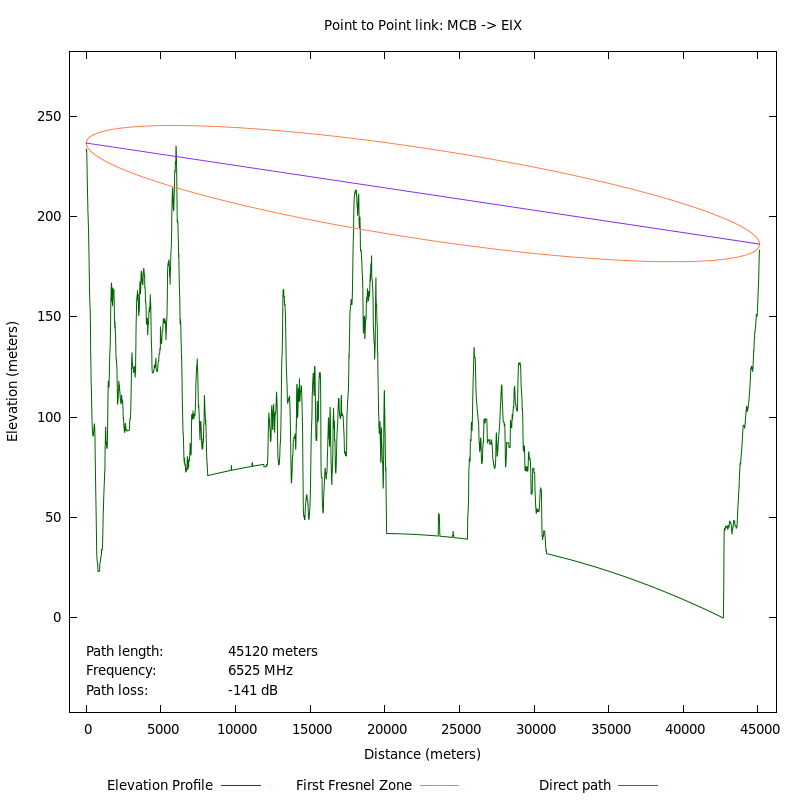 Point to Point link: MCB -> EIX
250
200
150
100
50
0
Elevation (meters)
Path length: 45120 meters
Frequency: 6525 MHz
Path loss: -141 dB
0 5000 10000 15000 20000 25000 30000 35000 40000 45000
Distance (meters)
Elevation Profile First Fresnel Zone Direct path